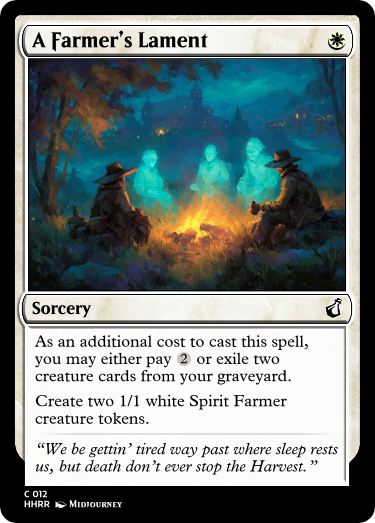 A Farmer's Lament
Sorcery
As an additional cost to cast this spell,
you may either pay 2 or exile two
creature cards from your graveyard.
Create two 1/1 white Spirit Farmer
creature tokens.
“We be gettin' tired way past where sleep rests
us, but death don't ever stop the Harvest.”
C 012
HHRR Midjourney